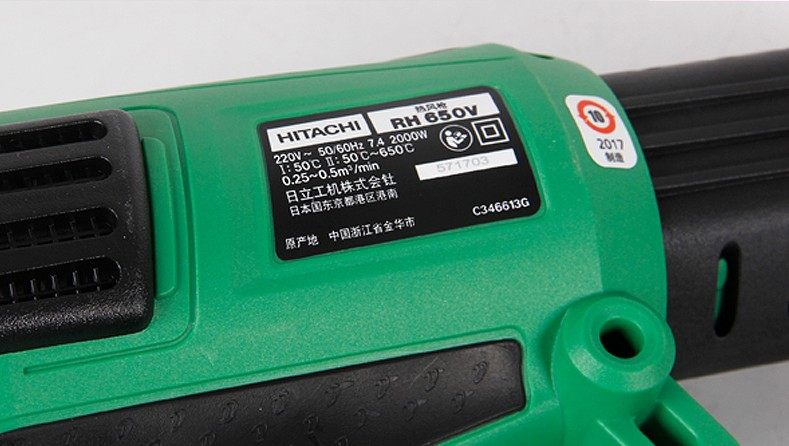 热风枪
HITACHI RH 650V
220V~ 50/60Hz 7.4 2000W
I:50℃ II:50℃~650℃
0.25~0.5m³/min
571703
日立工机株式会社
日本国东京都港区港南
C346613G
原产地 中国浙江省金华市
10
2017
制造